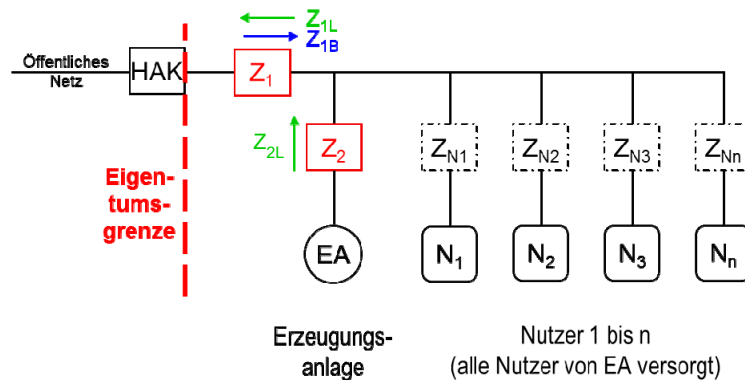 Z1L
Z1B
Öffentliches
Netz
HAK
Z1
Z2L
Z2
ZN1
ZN2
ZN3
ZNn
Eigen-
tums-
grenze
EA
N1
N2
N3
Nn
Erzeugungs-
anlage
Nutzer 1 bis n
(alle Nutzer von EA versorgt)